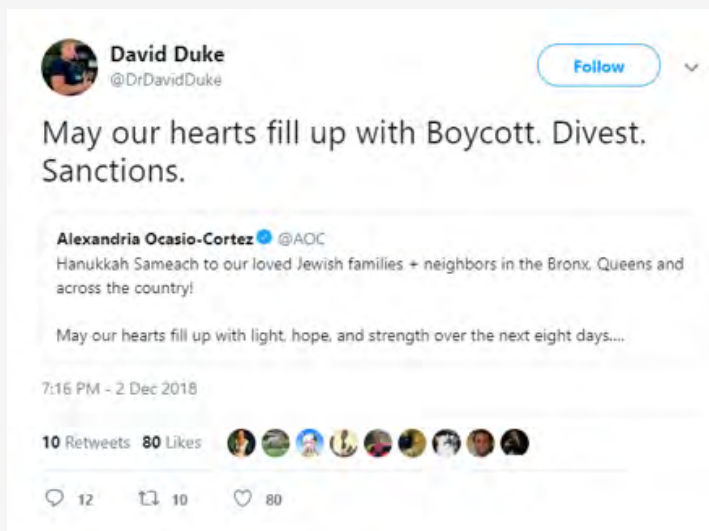 David Duke
@DrDavidDuke
Follow
May our hearts fill up with Boycott. Divest.
Sanctions.
Alexandria Ocasio-Cortez @AOC
Hanukkah Sameach to our loved Jewish families + neighbors in the Bronx, Queens and
across the country!
May our hearts fill up with light, hope, and strength over the next eight days....
7:16 PM - 2 Dec 2018
10 Retweets 80 Likes
12 10 80